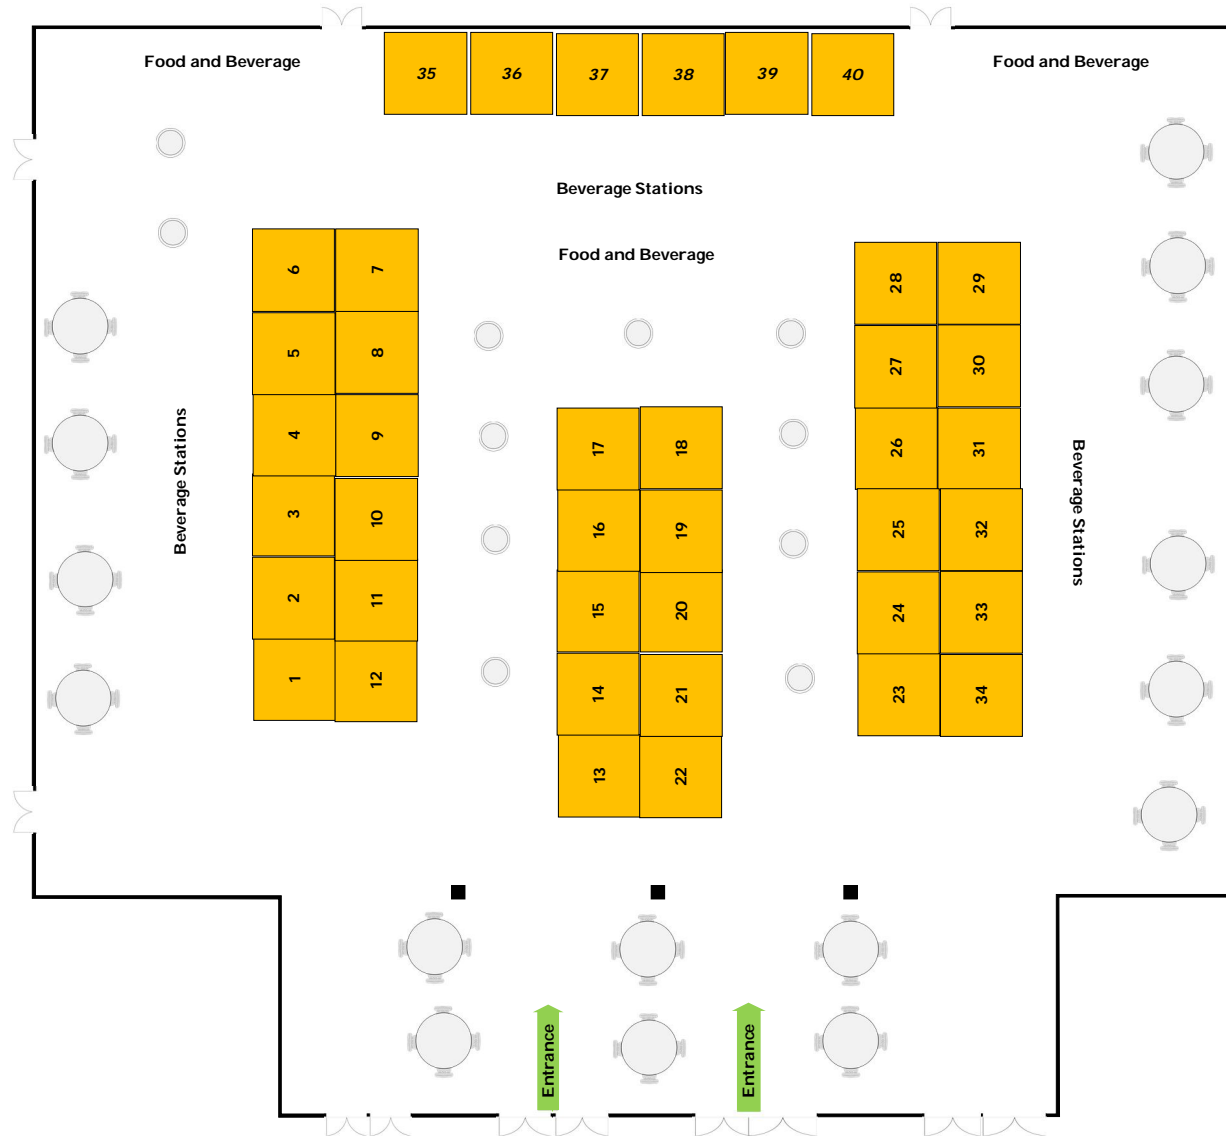 Food and Beverage
35 36 37 38 39 40
Food and Beverage
Beverage Stations
Food and Beverage
6 7
5 8
4 9
3 10
2 11
1 12
Beverage Stations
17 18
16 19
15 20
14 21
13 22
28 29
27 30
26 31
25 32
24 33
23 34
Beverage Stations
Entrance
Entrance